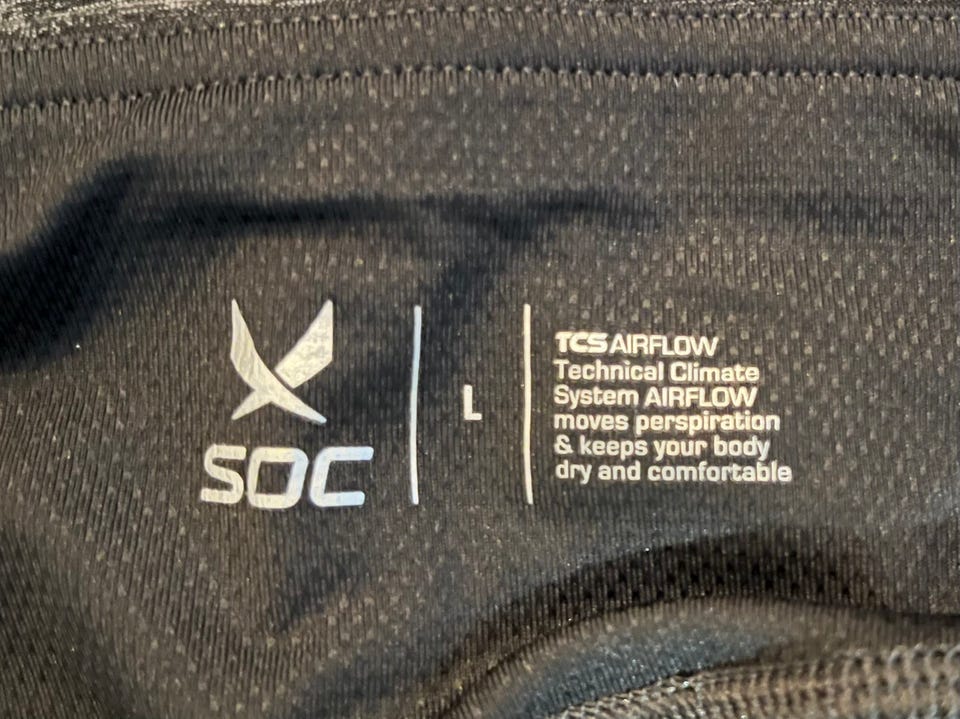 SOC
L
TCS AIRFLOW
Technical Climate
System AIRFLOW
moves perspiration
& keeps your body
dry and comfortable